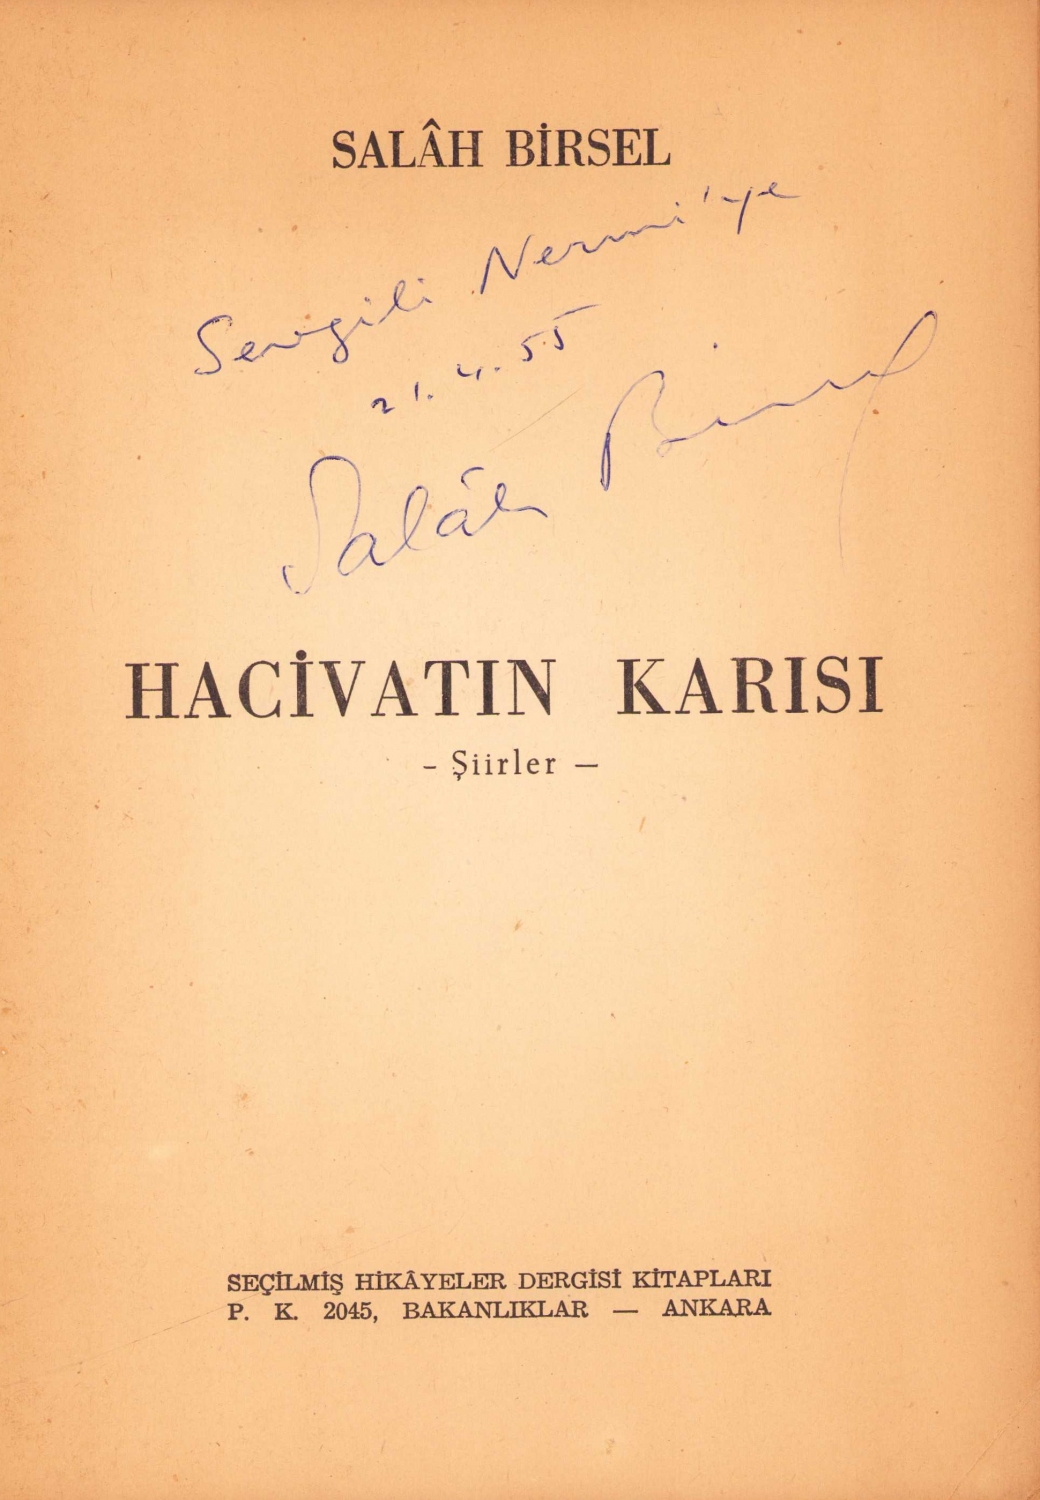 SALÂH BİRSEL
Sevgili Nermi'ye
21.4.55
Salâh Birsel
HACİVATIN KARISI
- Şiirler —
SEÇİLMİŞ HİKÂYELER DERGİSİ KİTAPLARI
P. K. 2045, BAKANLIKLAR — ANKARA